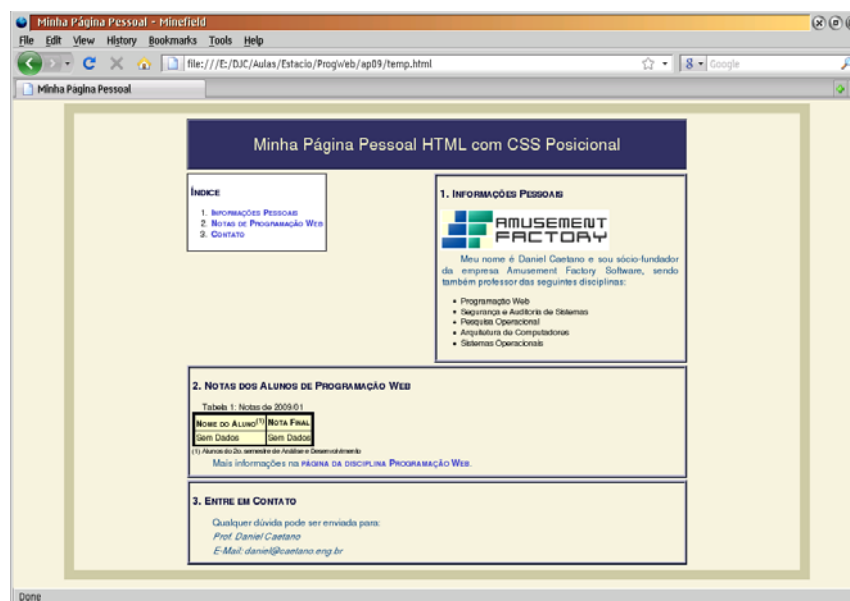 Minha Página Pessoal - Minefield
File Edit View History Bookmarks Tools Help
file:///E:/DJC/Aulas/Estacio/ProgWeb/ap09/temp.html
Google
Minha Página Pessoal
Minha Página Pessoal HTML com CSS Posicional
ÍNDICE
1. INFORMAÇÕES PESSOAIS
2. NOTAS DE PROGRAMAÇÃO WEB
3. CONTATO
1. INFORMAÇÕES PESSOAIS
AMUSEMENT
FACTORY
Meu nome é Daniel Caetano e sou sócio-fundador
da empresa Amusement Factory Software, sendo
também professor das seguintes disciplinas:
• Programação Web
• Segurança e Auditoria de Sistemas
• Pesquisa Operacional
• Arquitetura de Computadores
• Sistemas Operacionais
2. NOTAS DOS ALUNOS DE PROGRAMAÇÃO WEB
Tabela 1: Notas de 2009/01
NOME DO ALUNO(1) NOTA FINAL
Sem Dados Sem Dados
(1) Alunos do 2o. semestre de Análise e Desenvolvimento
Mais informações na PÁGINA DA DISCIPLINA PROGRAMAÇÃO WEB.
3. ENTRE EM CONTATO
Qualquer dúvida pode ser enviada para:
Prof. Daniel Caetano
E-Mail: daniel@caetano.eng.br
Done